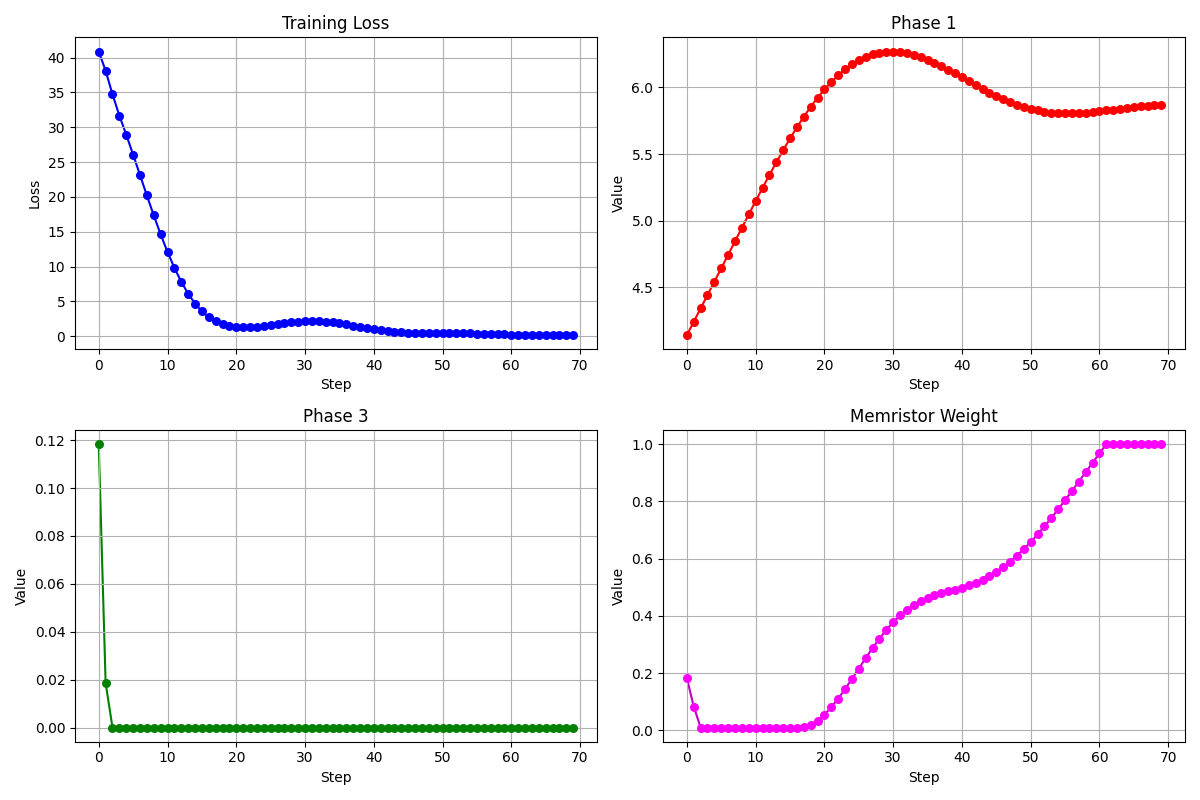 Training Loss
Loss
40
35
30
25
20
15
10
5
0
0 10 20 30 40 50 60 70
Step
Phase 1
Value
6.0
5.5
5.0
4.5
0 10 20 30 40 50 60 70
Step
Phase 3
Value
0.12
0.10
0.08
0.06
0.04
0.02
0.00
0 10 20 30 40 50 60 70
Step
Memristor Weight
Value
1.0
0.8
0.6
0.4
0.2
0.0
0 10 20 30 40 50 60 70
Step